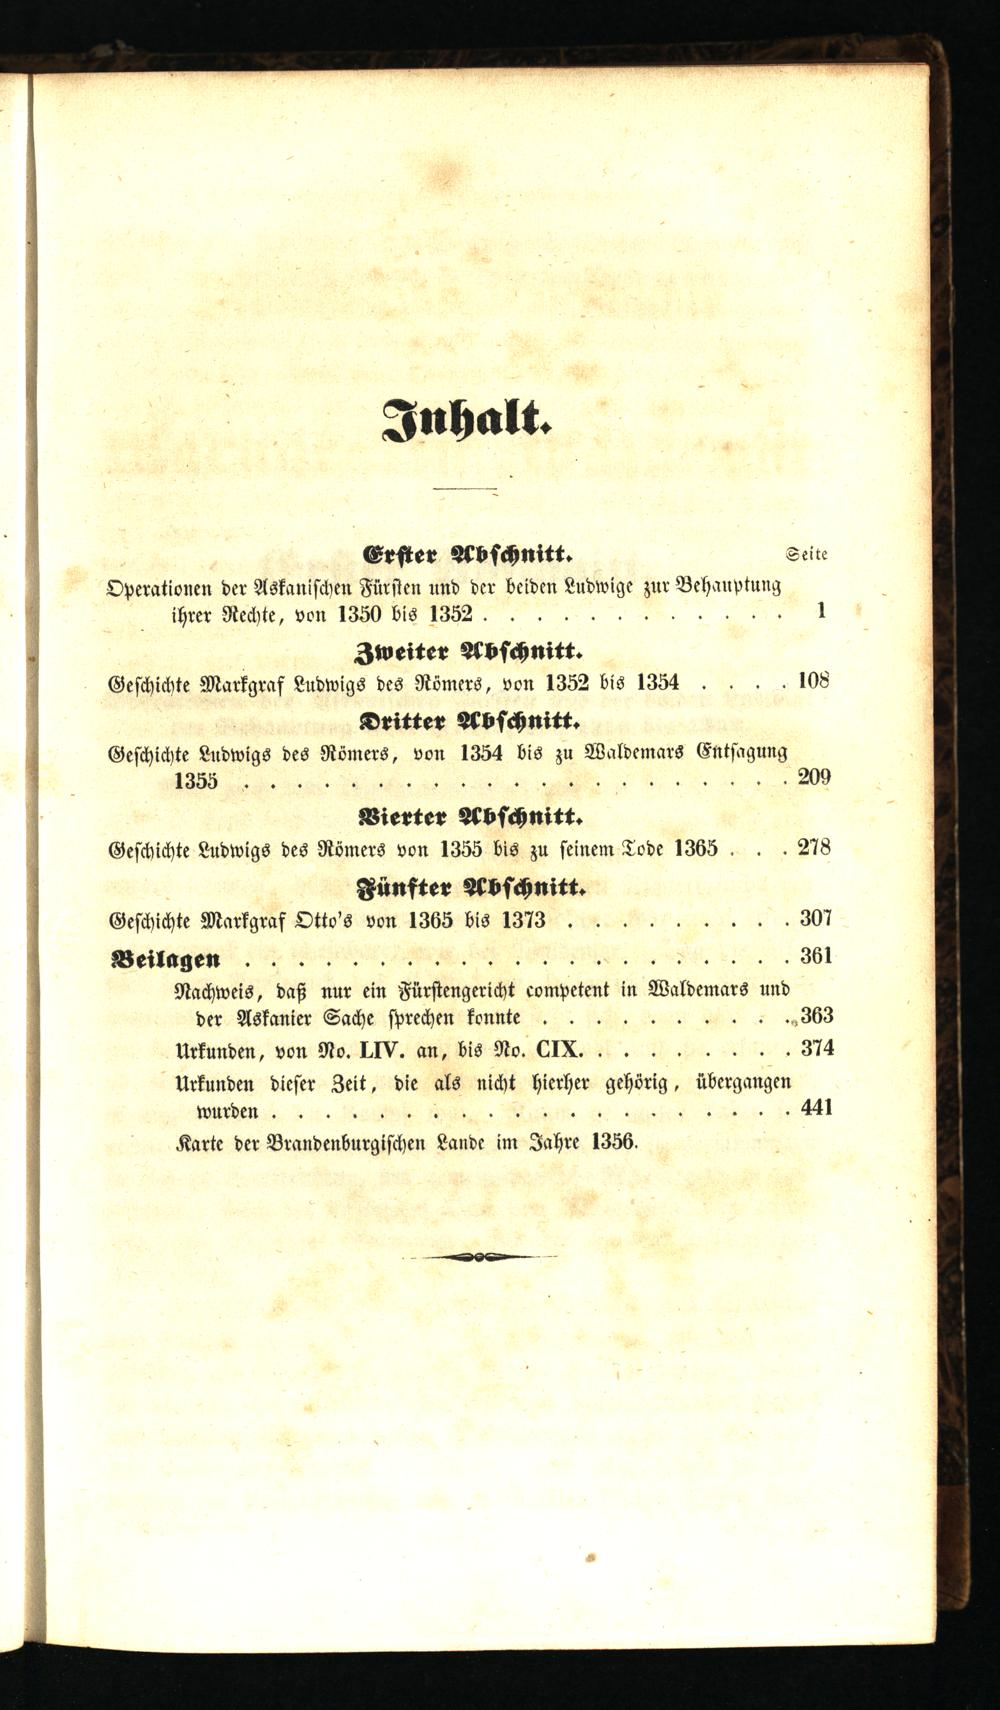 Inhalt.
Erster Abschnitt. Seite
Operationen der Askanischen Fürsten und der beiden Ludwige zur Behauptung
ihrer Rechte, von 1350 bis 1352 . . . . . . . . . . . . 1
Zweiter Abschnitt.
Geschichte Markgraf Ludwigs des Römers, von 1352 bis 1354 . . . . 108
Dritter Abschnitt.
Geschichte Ludwigs des Römers, von 1354 bis zu Waldemars Entsagung
1355 . . . . . . . . . . . . . . . . . . . . . 209
Vierter Abschnitt.
Geschichte Ludwigs des Römers von 1355 bis zu seinem Tode 1365 . . . 278
Fünfter Abschnitt.
Geschichte Markgraf Otto's von 1365 bis 1373 . . . . . . . . . 307
Beilagen . . . . . . . . . . . . . . . . . . . . . 361
Nachweis, daß nur ein Fürstengericht competent in Waldemars und
der Askanier Sache sprechen konnte . . . . . . . . . . 363
Urkunden, von No. LIV. an, bis No. CIX. . . . . . . . . 374
Urkunden dieser Zeit, die als nicht hierher gehörig, übergangen
wurden . . . . . . . . . . . . . . . . . . . . 441
Karte der Brandenburgischen Lande im Jahre 1356.